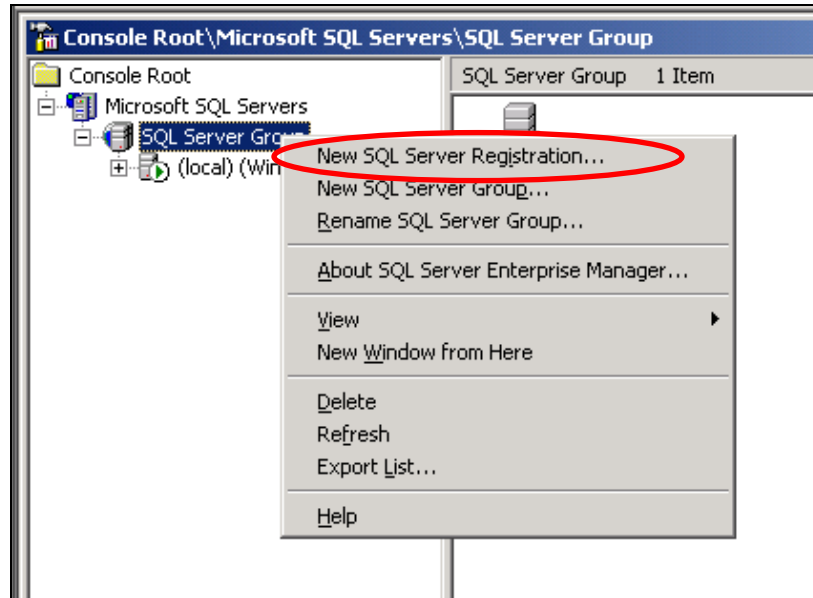 Console Root\Microsoft SQL Servers\SQL Server Group
Console Root
SQL Server Group 1 Item
Microsoft SQL Servers
SQL Server Group
(local) (Win
New SQL Server Registration...
New SQL Server Group...
Rename SQL Server Group...
About SQL Server Enterprise Manager...
View
New Window from Here
Delete
Refresh
Export List...
Help